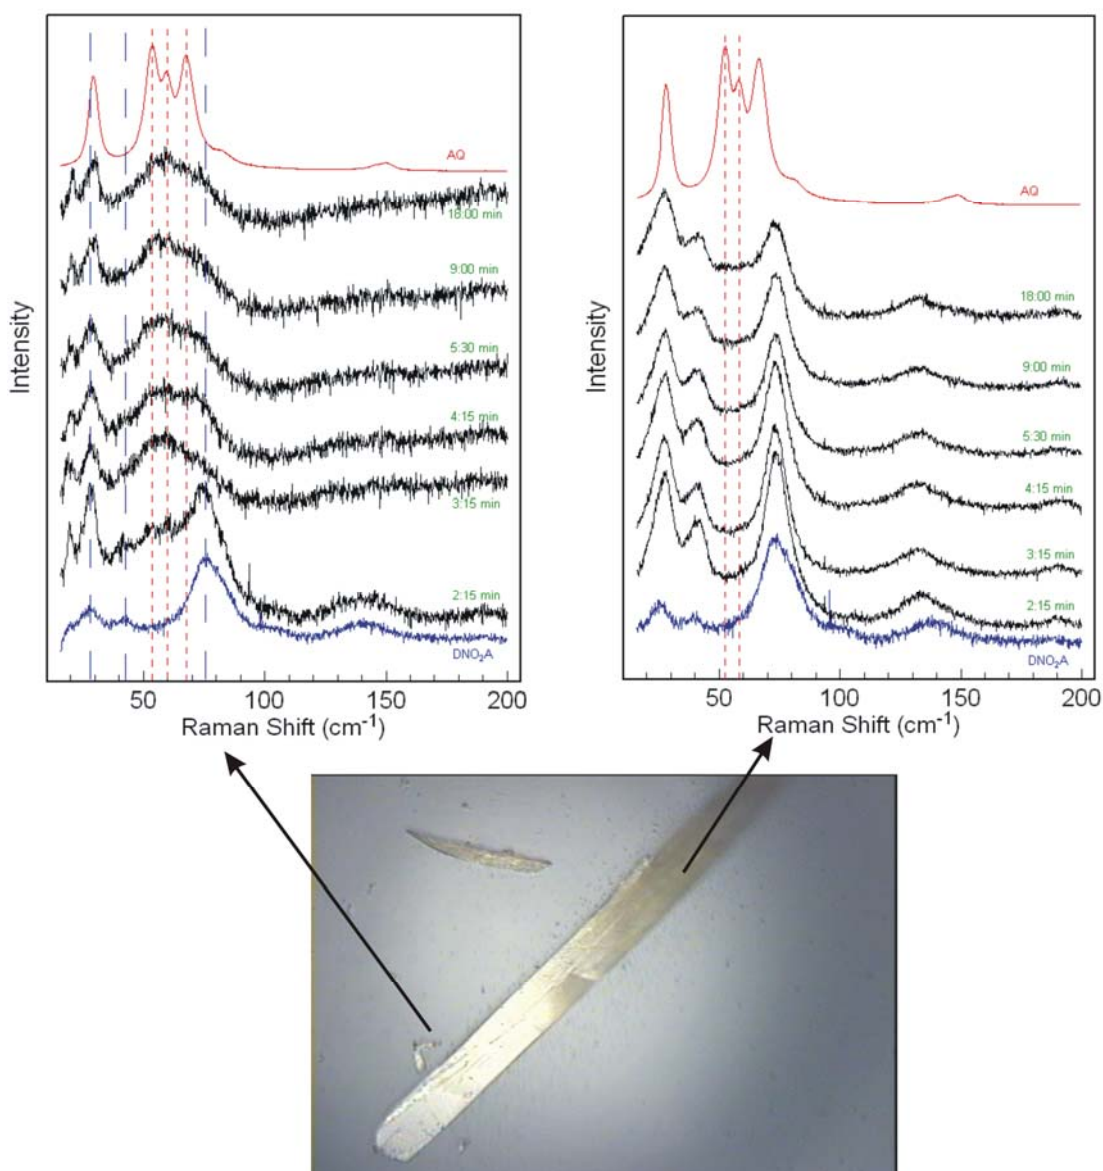 Intensity
AQ
18:00 min
9:00 min
5:30 min
4:15 min
3:15 min
2:15 min
DNO₂A
50 100 150 200
Raman Shift (cm⁻¹)
Intensity
AQ
18:00 min
9:00 min
5:30 min
4:15 min
3:15 min
2:15 min
DNO₂A
50 100 150 200
Raman Shift (cm⁻¹)